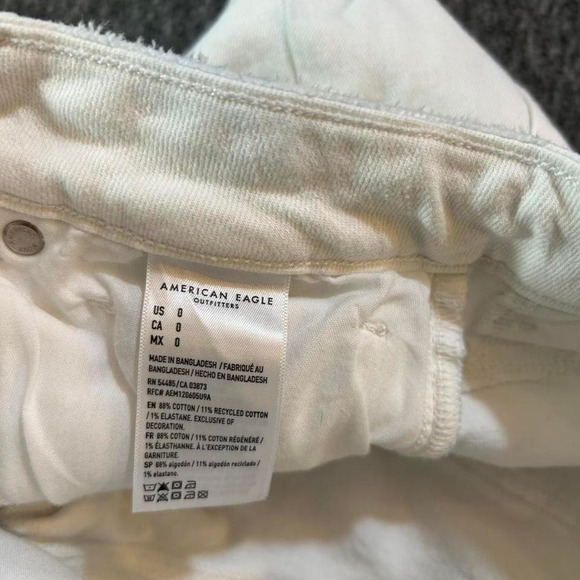 AMERICAN EAGLE
OUTFITTERS
US 0
CA 0
MX 0
MADE IN BANGLADESH / FABRIQUÉ AU
BANGLADESH / HECHO EN BANGLADESH
RN 54485/CA 03873
RFC# AEM120605U9A
EN 88% COTTON / 11% RECYCLED COTTON
/ 1% ELASTANE. EXCLUSIVE OF
DECORATION.
FR 88% COTON / 11% COTON RÉGÉNÉRÉ /
1% ÉLASTHANNE. À L'EXCEPTION DE LA
GARNITURE.
SP 88% algodón / 11% algodón reciclado /
1% elastano.